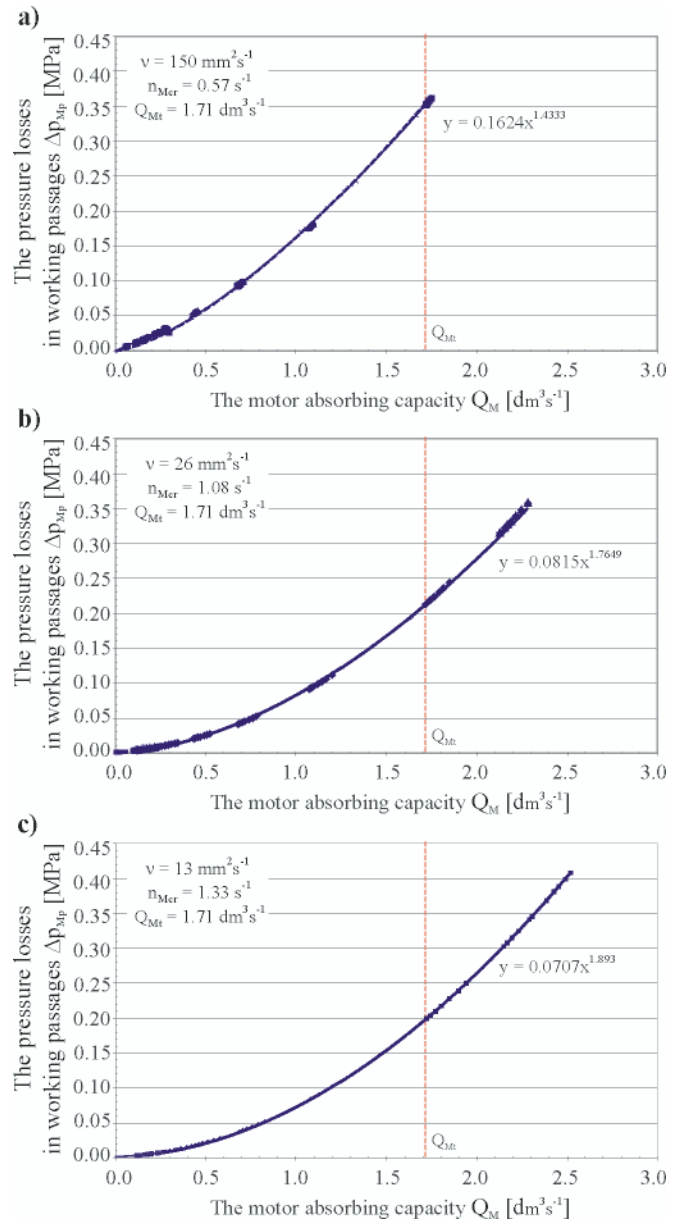 a)
The pressure losses
in working passages Δp_Mp [MPa]
0.45
0.40
0.35
0.30
0.25
0.20
0.15
0.10
0.05
0.00
ν = 150 mm²s⁻¹
n_Mer = 0.57 s⁻¹
Q_Mt = 1.71 dm³s⁻¹
y = 0.1624x^1.4333
Q_Mt
0.0 0.5 1.0 1.5 2.0 2.5 3.0
The motor absorbing capacity Q_M [dm³s⁻¹]
b)
The pressure losses
in working passages Δp_Mp [MPa]
0.45
0.40
0.35
0.30
0.25
0.20
0.15
0.10
0.05
0.00
ν = 26 mm²s⁻¹
n_Mer = 1.08 s⁻¹
Q_Mt = 1.71 dm³s⁻¹
y = 0.0815x^1.7649
Q_Mt
0.0 0.5 1.0 1.5 2.0 2.5 3.0
The motor absorbing capacity Q_M [dm³s⁻¹]
c)
The pressure losses
in working passages Δp_Mp [MPa]
0.45
0.40
0.35
0.30
0.25
0.20
0.15
0.10
0.05
0.00
ν = 13 mm²s⁻¹
n_Mer = 1.33 s⁻¹
Q_Mt = 1.71 dm³s⁻¹
y = 0.0707x^1.893
Q_Mt
0.0 0.5 1.0 1.5 2.0 2.5 3.0
The motor absorbing capacity Q_M [dm³s⁻¹]